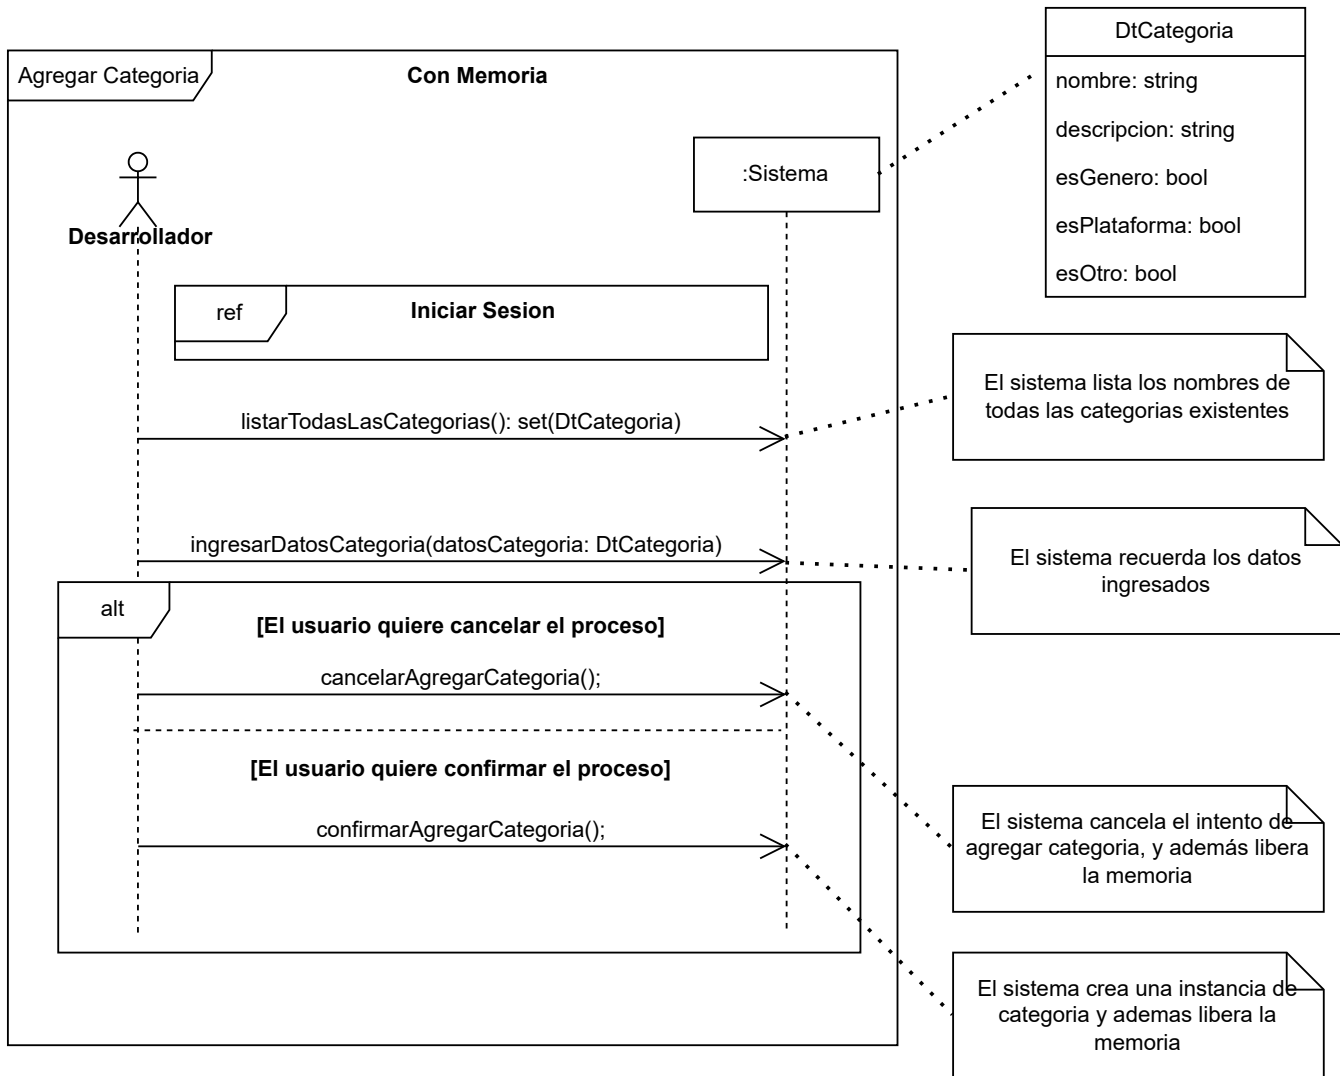 DtCategoria
nombre: string
descripcion: string
esGenero: bool
esPlataforma: bool
esOtro: bool
Agregar Categoria
Con Memoria
:Sistema
Desarrollador
ref
Iniciar Sesion
listarTodasLasCategorias(): set(DtCategoria)
El sistema lista los nombres de
todas las categorias existentes
ingresarDatosCategoria(datosCategoria: DtCategoria)
El sistema recuerda los datos
ingresados
alt
[El usuario quiere cancelar el proceso]
cancelarAgregarCategoria();
[El usuario quiere confirmar el proceso]
confirmarAgregarCategoria();
El sistema cancela el intento de
agregar categoria, y además libera
la memoria
El sistema crea una instancia de
categoria y ademas libera la
memoria